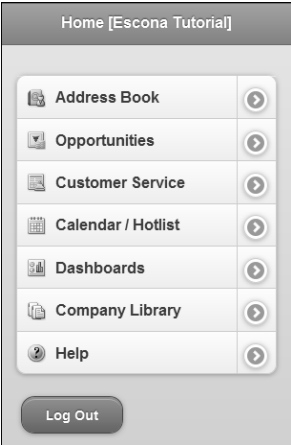 Home [Escona Tutorial]
Address Book
Opportunities
Customer Service
Calendar / Hotlist
Dashboards
Company Library
Help
Log Out